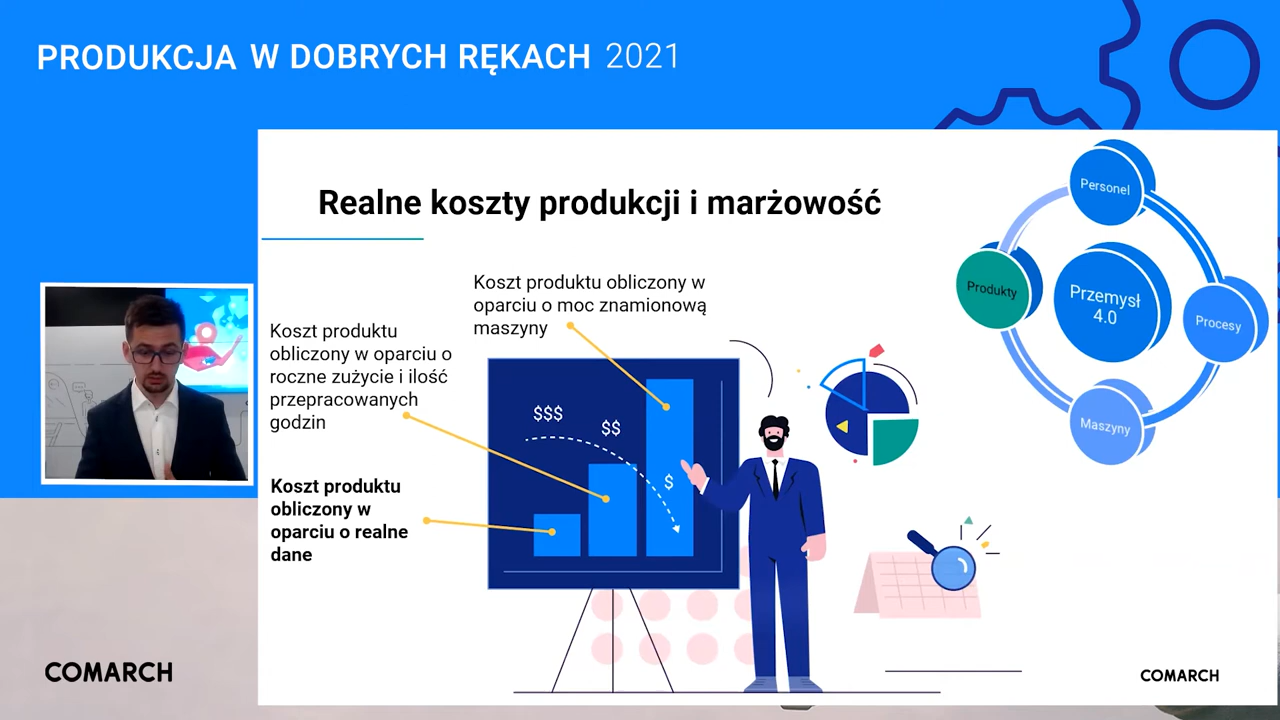 PRODUKCJA W DOBRYCH RĘKACH 2021
Realne koszty produkcji i marżowość
Koszt produktu obliczony w
oparciu o moc znamionową
maszyny
Koszt produktu
obliczony w oparciu o
roczne zużycie i ilość
przepracowanych
godzin
Koszt produktu
obliczony w
oparciu o realne
dane
$$$
$$
$
Personel
Produkty
Przemysł
4.0
Procesy
Maszyny
COMARCH
COMARCH